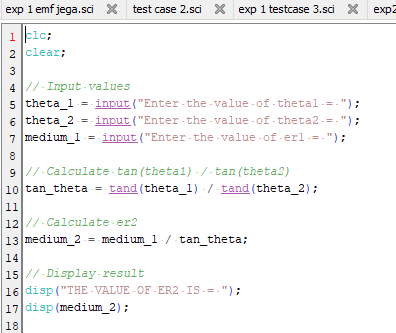 exp 1 emf jega.sci test case 2.sci exp 1 testcase 3.sci exp2
1 clc;
2 clear;
3
4 // Input values
5 theta_1 = input("Enter the value of theta1 = ");
6 theta_2 = input("Enter the value of theta2 = ");
7 medium_1 = input("Enter the value of er1 = ");
8
9 // Calculate tan(theta1) / tan(theta2)
10 tan_theta = tand(theta_1) / tand(theta_2);
11
12 // Calculate er2
13 medium_2 = medium_1 / tan_theta;
14
15 // Display result
16 disp("THE VALUE OF ER2 IS = ");
17 disp(medium_2);
18